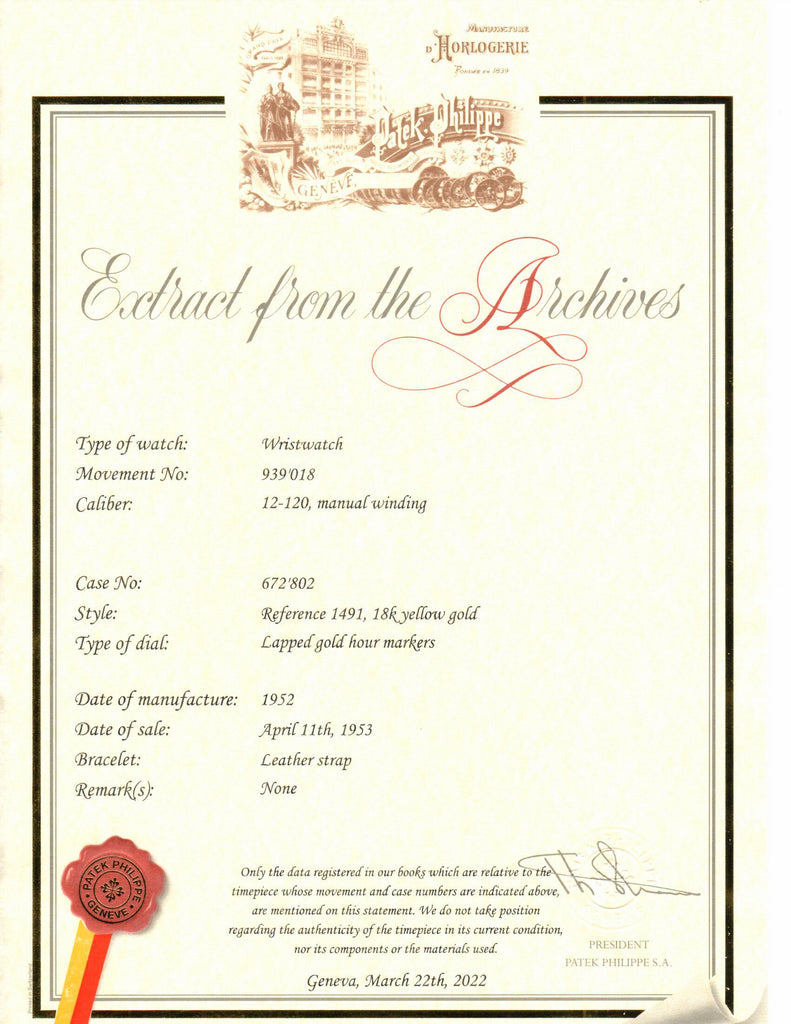 MANUFACTURE
D'HORLOGERIE
FONDÉE EN 1839
GRAND PRIX
Patek Philippe
GENÈVE
Extract from the Archives
Type of watch: Wristwatch
Movement No: 939'018
Caliber: 12-120, manual winding
Case No: 672'802
Style: Reference 1491, 18k yellow gold
Type of dial: Lapped gold hour markers
Date of manufacture: 1952
Date of sale: April 11th, 1953
Bracelet: Leather strap
Remark(s): None
PATEK PHILIPPE
GENEVE
Only the data registered in our books which are relative to the
timepiece whose movement and case numbers are indicated above,
are mentioned on this statement. We do not take position
regarding the authenticity of the timepiece in its current condition,
nor its components or the materials used.
PRESIDENT
PATEK PHILIPPE S.A.
Geneva, March 22th, 2022